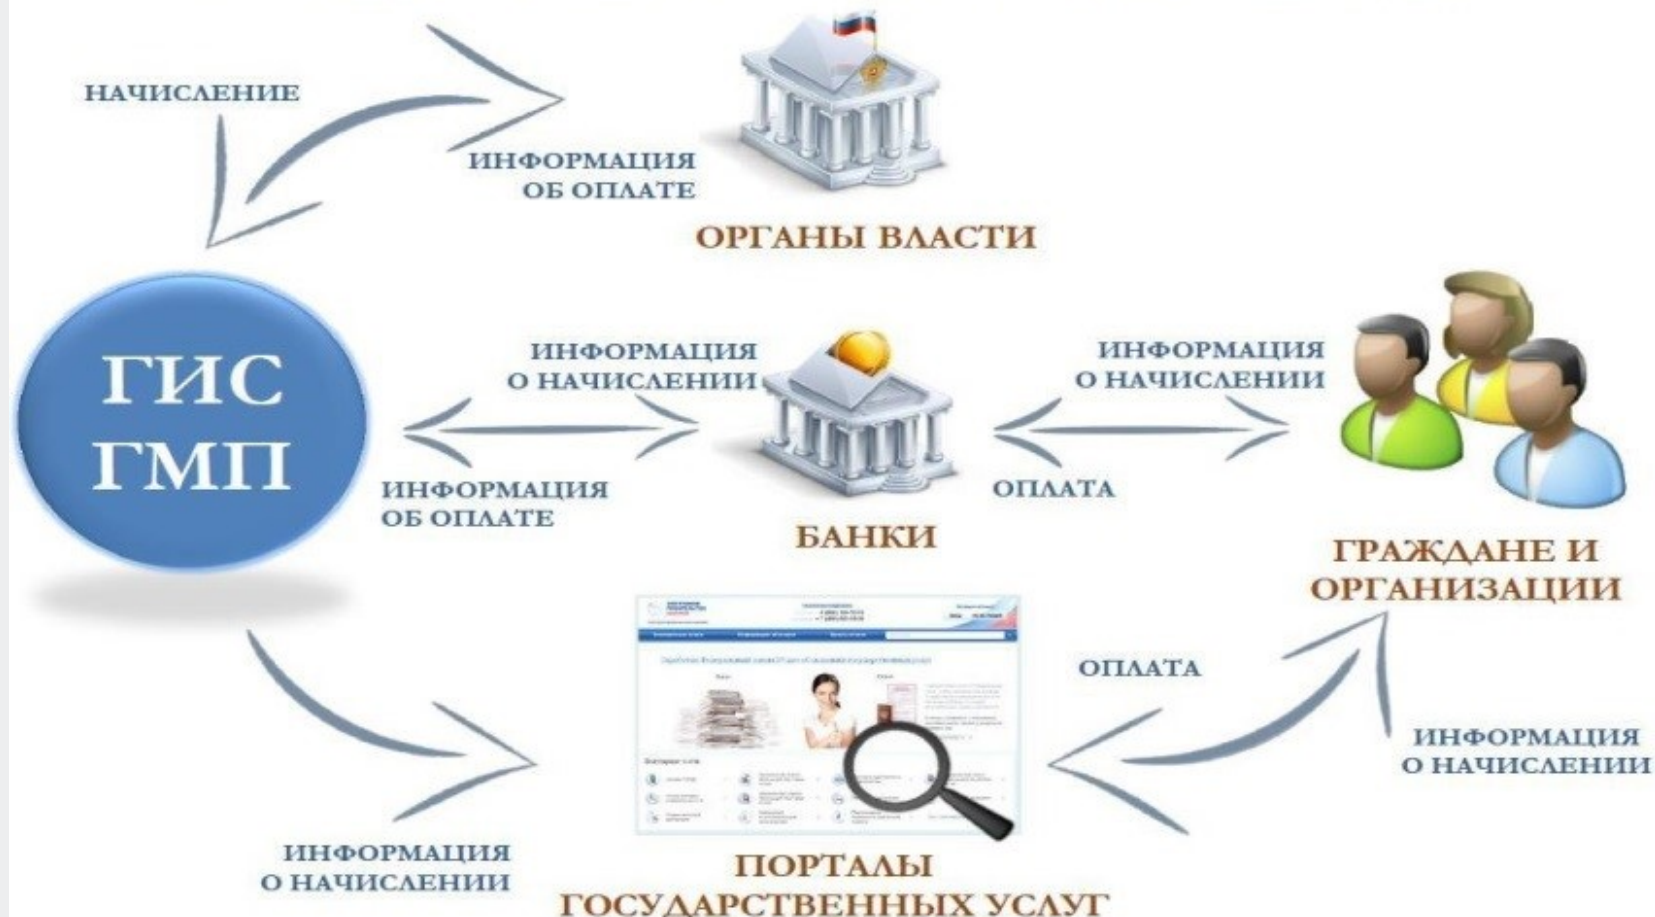 НАЧИСЛЕНИЕ
ИНФОРМАЦИЯ
ОБ ОПЛАТЕ
ОРГАНЫ ВЛАСТИ
ГИС
ГМП
ИНФОРМАЦИЯ
О НАЧИСЛЕНИИ
ИНФОРМАЦИЯ
ОБ ОПЛАТЕ
БАНКИ
ИНФОРМАЦИЯ
О НАЧИСЛЕНИИ
ОПЛАТА
ГРАЖДАНЕ И
ОРГАНИЗАЦИИ
ОПЛАТА
ИНФОРМАЦИЯ
О НАЧИСЛЕНИИ
ИНФОРМАЦИЯ
О НАЧИСЛЕНИИ
ПОРТАЛЫ
ГОСУДАРСТВЕННЫХ УСЛУГ